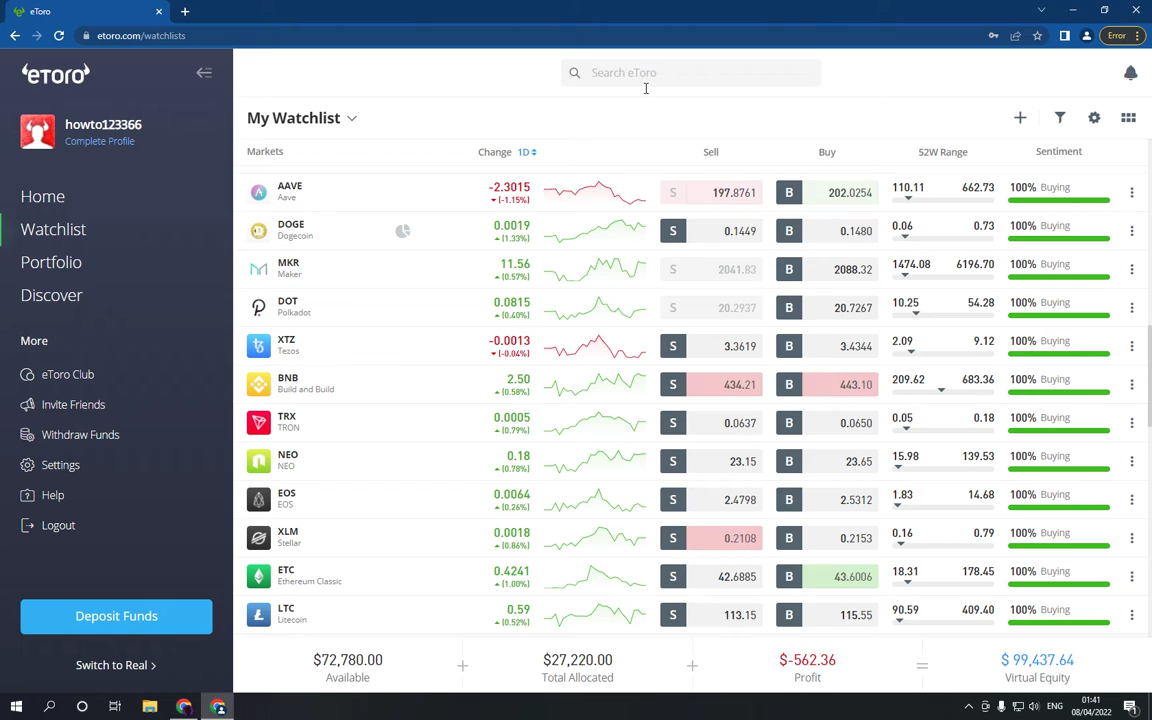 eToro
etoro.com/watchlists
Error
eToro
Search eToro
howto123366
Complete Profile
My Watchlist
Markets Change 1D Sell Buy 52W Range Sentiment
Home
Watchlist
Portfolio
Discover
More
eToro Club
Invite Friends
Withdraw Funds
Settings
Help
Logout
Deposit Funds
Switch to Real >
AAVE -2.3015 S 197.8761 B 202.0254 110.11 662.73 100% Buying
Aave (-1.15%)
DOGE 0.0019 S 0.1449 B 0.1480 0.06 0.73 100% Buying
Dogecoin (1.33%)
MKR 11.56 S 2041.83 B 2088.32 1474.08 6196.70 100% Buying
Maker (0.57%)
DOT 0.0815 S 20.2937 B 20.7267 10.25 54.28 100% Buying
Polkadot (0.40%)
XTZ -0.0013 S 3.3619 B 3.4344 2.09 9.12 100% Buying
Tezos (-0.04%)
BNB 2.50 S 434.21 B 443.10 209.62 683.36 100% Buying
Build and Build (0.58%)
TRX 0.0005 S 0.0637 B 0.0650 0.05 0.18 100% Buying
TRON (0.79%)
NEO 0.18 S 23.15 B 23.65 15.98 139.53 100% Buying
NEO (0.78%)
EOS 0.0064 S 2.4798 B 2.5312 1.83 14.68 100% Buying
EOS (0.26%)
XLM 0.0018 S 0.2108 B 0.2153 0.16 0.79 100% Buying
Stellar (0.86%)
ETC 0.4241 S 42.6885 B 43.6006 18.31 178.45 100% Buying
Ethereum Classic (1.00%)
LTC 0.59 S 113.15 B 115.55 90.59 409.40 100% Buying
Litecoin (0.52%)
$72,780.00 + $27,220.00 + $-562.36 = $ 99,437.64
Available Total Allocated Profit Virtual Equity
ENG 01:41
08/04/2022